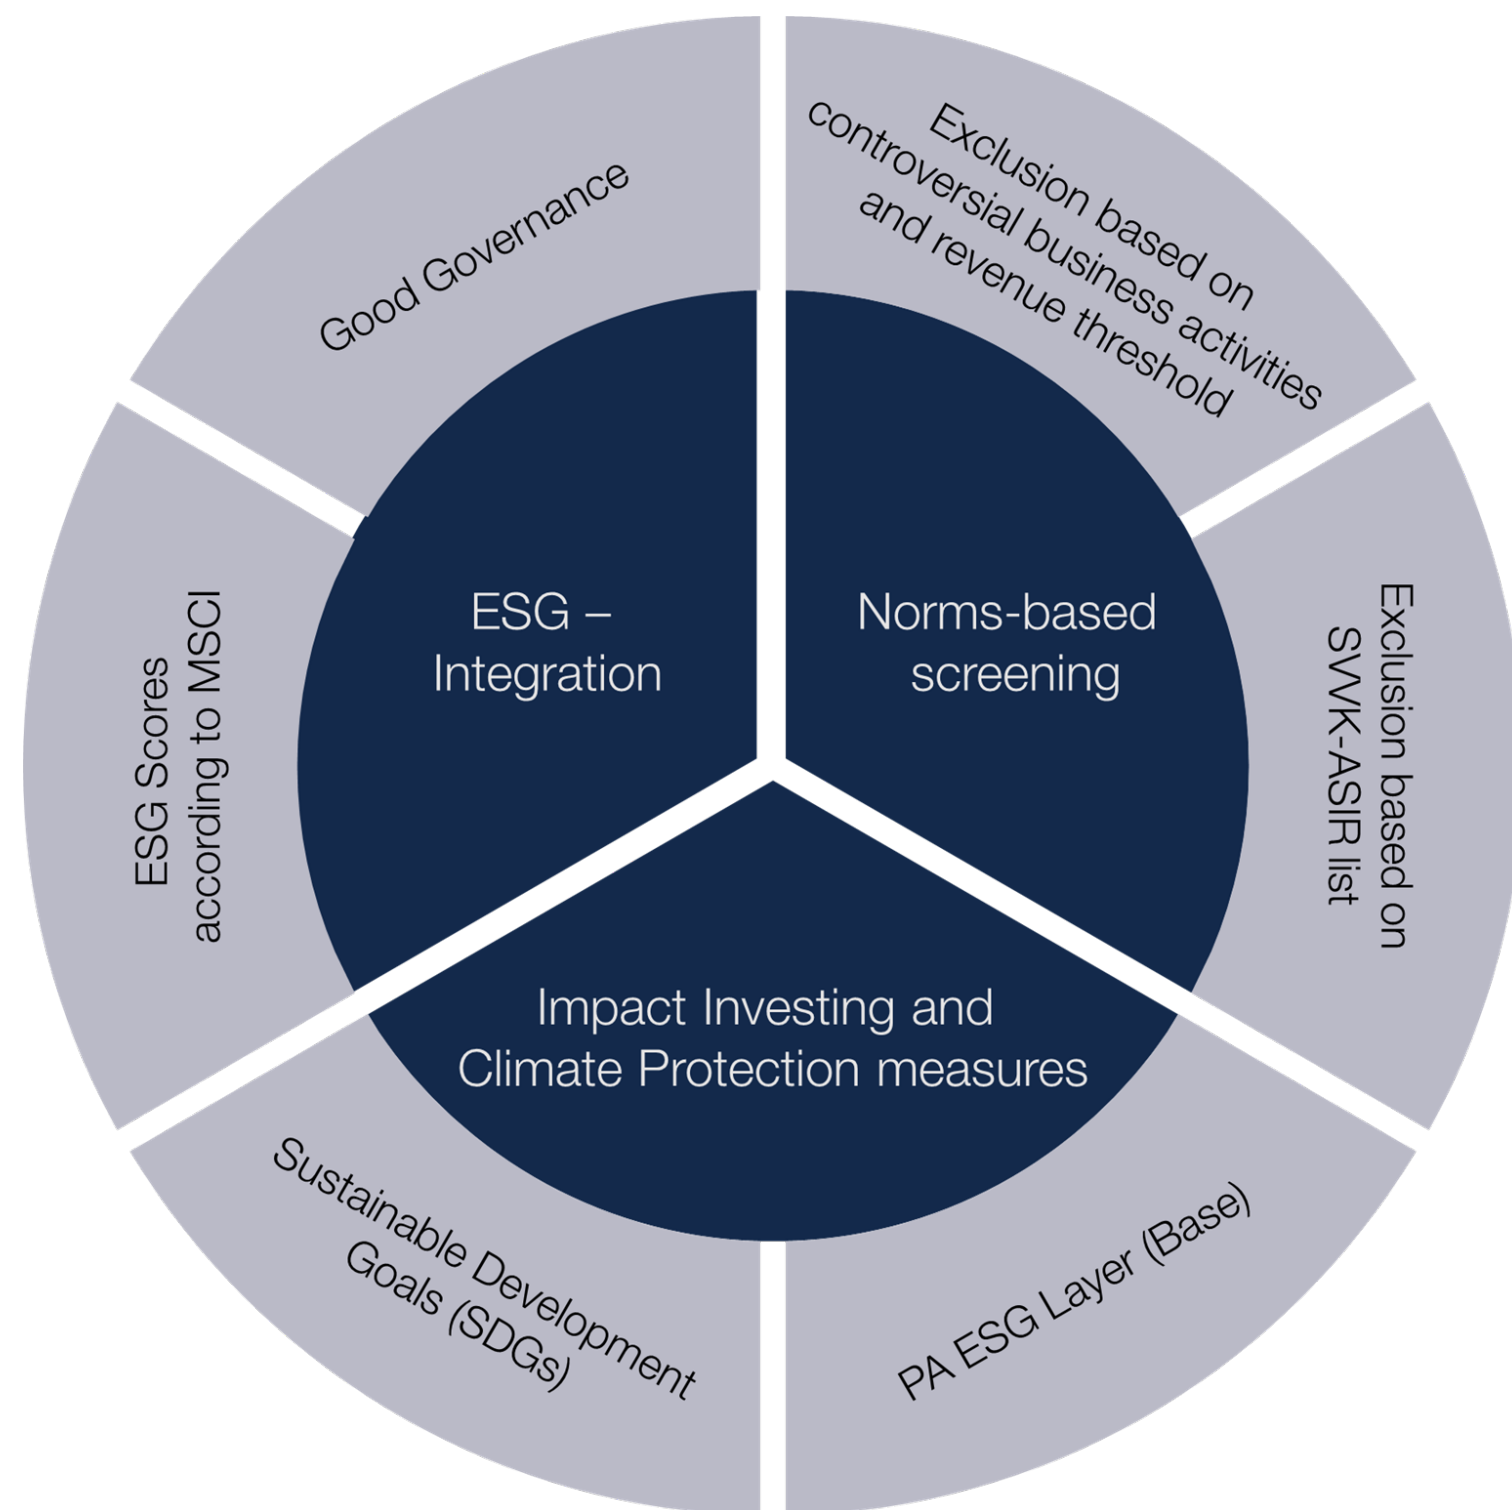 Good Governance
Exclusion based on
controversial business activities
and revenue threshold
ESG Scores
according to MSCI
ESG –
Integration
Norms-based
screening
Exclusion based on
SVVK-ASIR list
Impact Investing and
Climate Protection measures
Sustainable Development
Goals (SDGs)
PA ESG Layer (Base)